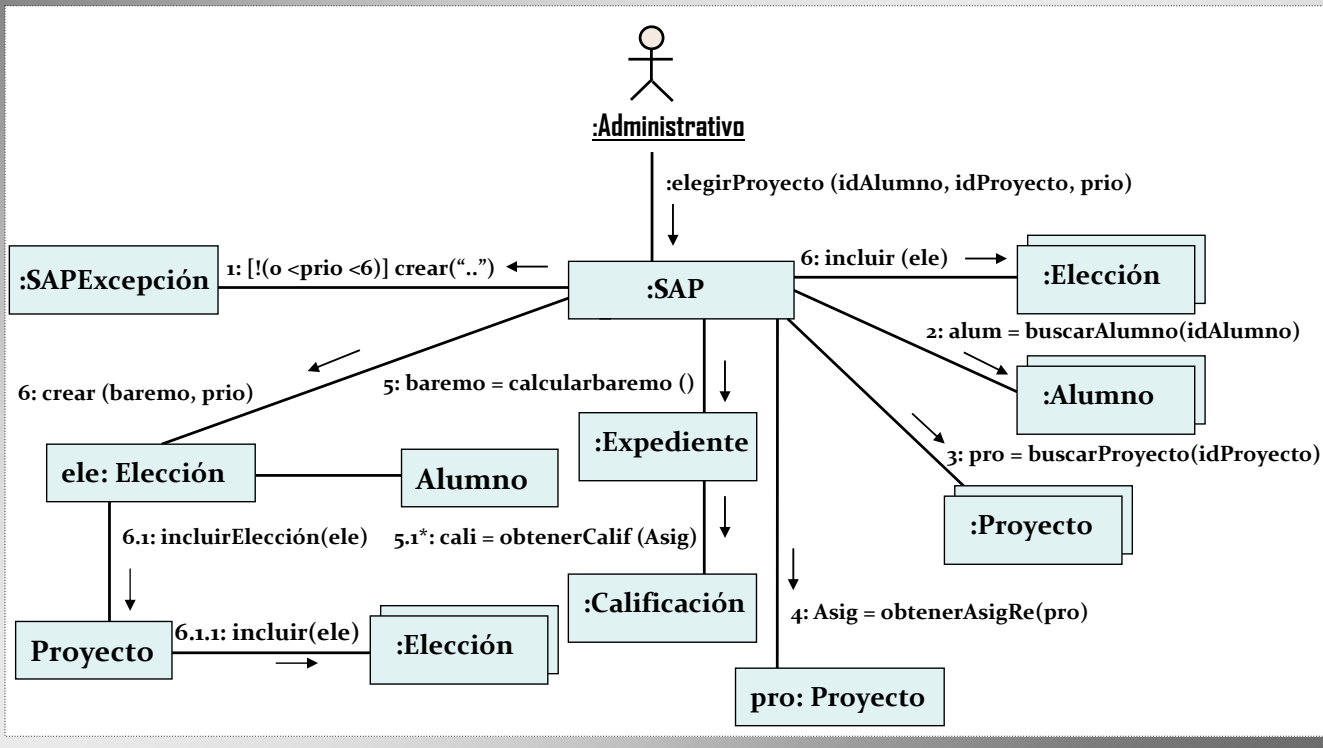 :Administrativo
:elegirProyecto (idAlumno, idProyecto, prio)
:SAPExcepción
1: [!(0 <prio <6)] crear(“..”)
:SAP
6: incluir (ele)
:Elección
2: alum = buscarAlumno(idAlumno)
:Alumno
6: crear (baremo, prio)
5: baremo = calcularbaremo ()
:Expediente
3: pro = buscarProyecto(idProyecto)
ele: Elección
Alumno
:Proyecto
6.1: incluirElección(ele)
5.1*: cali = obtenerCalif (Asig)
:Calificación
4: Asig = obtenerAsigRe(pro)
Proyecto
6.1.1: incluir(ele)
:Elección
pro: Proyecto